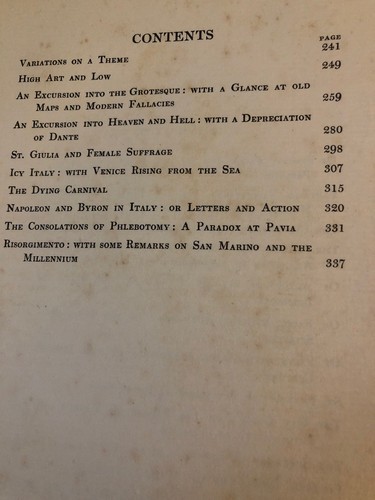 CONTENTS
PAGE
VARIATIONS ON A THEME 241
HIGH ART AND LOW 249
AN EXCURSION INTO THE GROTESQUE : WITH A GLANCE AT OLD
MAPS AND MODERN FALLACIES 259
AN EXCURSION INTO HEAVEN AND HELL : WITH A DEPRECIATION
OF DANTE 280
ST. GIULIA AND FEMALE SUFFRAGE 298
ICY ITALY : WITH VENICE RISING FROM THE SEA 307
THE DYING CARNIVAL 315
NAPOLEON AND BYRON IN ITALY : OR LETTERS AND ACTION 320
THE CONSOLATIONS OF PHLEBOTOMY : A PARADOX AT PAVIA 331
RISORGIMENTO : WITH SOME REMARKS ON SAN MARINO AND THE
MILLENNIUM 337